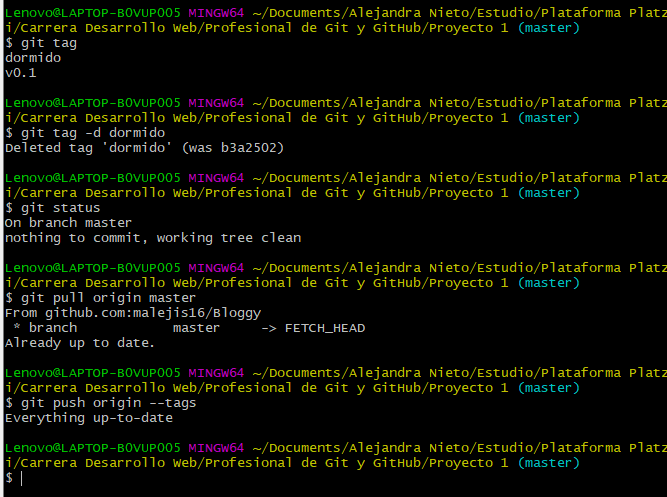 Lenovo@LAPTOP-B0VUP005 MINGW64 ~/Documents/Alejandra Nieto/Estudio/Plataforma Platz
i/Carrera Desarrollo Web/Profesional de Git y GitHub/Proyecto 1 (master)
$ git tag
dormido
v0.1
Lenovo@LAPTOP-B0VUP005 MINGW64 ~/Documents/Alejandra Nieto/Estudio/Plataforma Platz
i/Carrera Desarrollo Web/Profesional de Git y GitHub/Proyecto 1 (master)
$ git tag -d dormido
Deleted tag 'dormido' (was b3a2502)
Lenovo@LAPTOP-B0VUP005 MINGW64 ~/Documents/Alejandra Nieto/Estudio/Plataforma Platz
i/Carrera Desarrollo Web/Profesional de Git y GitHub/Proyecto 1 (master)
$ git status
On branch master
nothing to commit, working tree clean
Lenovo@LAPTOP-B0VUP005 MINGW64 ~/Documents/Alejandra Nieto/Estudio/Plataforma Platz
i/Carrera Desarrollo Web/Profesional de Git y GitHub/Proyecto 1 (master)
$ git pull origin master
From github.com:malejis16/Bloggy
 * branch            master     -> FETCH_HEAD
Already up to date.
Lenovo@LAPTOP-B0VUP005 MINGW64 ~/Documents/Alejandra Nieto/Estudio/Plataforma Platz
i/Carrera Desarrollo Web/Profesional de Git y GitHub/Proyecto 1 (master)
$ git push origin --tags
Everything up-to-date
Lenovo@LAPTOP-B0VUP005 MINGW64 ~/Documents/Alejandra Nieto/Estudio/Plataforma Platz
i/Carrera Desarrollo Web/Profesional de Git y GitHub/Proyecto 1 (master)
$